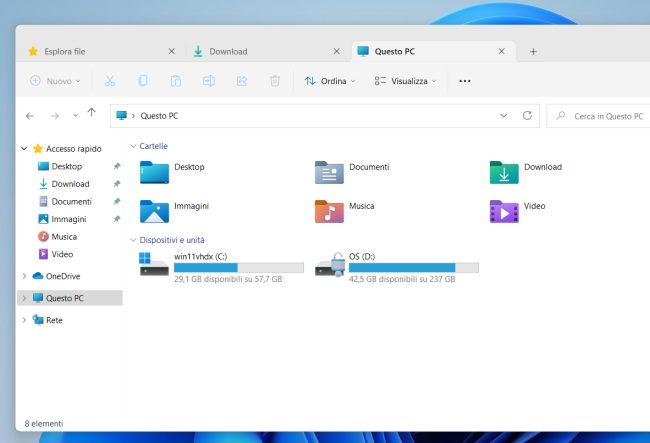 Esplora file
Download
Questo PC
Nuovo
Ordina
Visualizza
Questo PC
Cerca in Questo PC
Accesso rapido
Desktop
Download
Documenti
Immagini
Musica
Video
OneDrive
Questo PC
Rete
Cartelle
Desktop
Documenti
Download
Immagini
Musica
Video
Dispositivi e unità
win11vhdx (C:)
29,1 GB disponibili su 57,7 GB
OS (D:)
42,5 GB disponibili su 237 GB
8 elementi